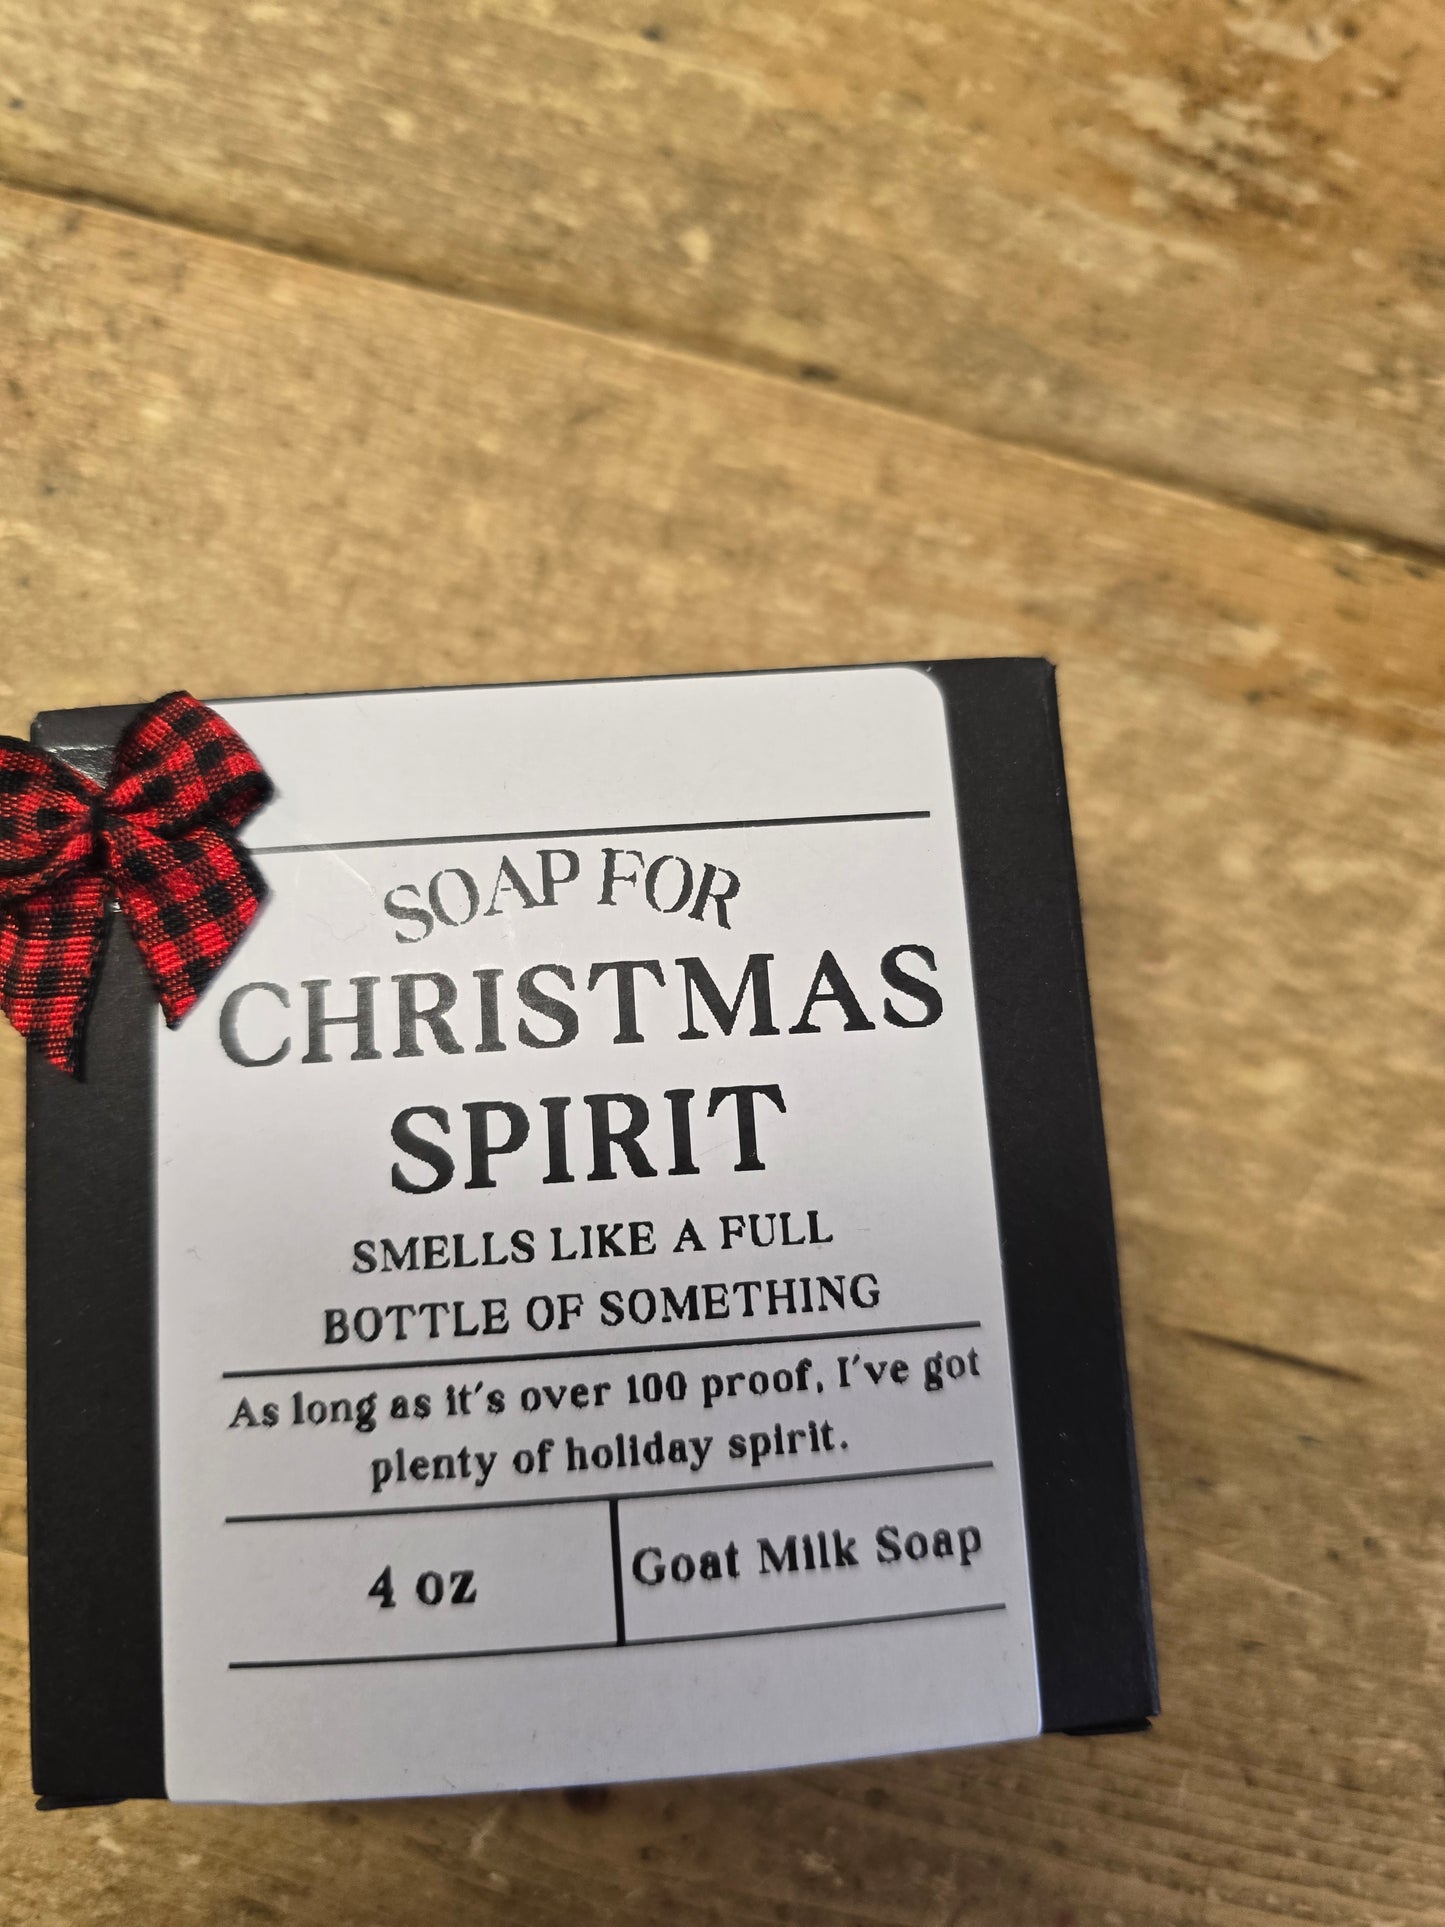 SOAP FOR
CHRISTMAS
SPIRIT
SMELLS LIKE A FULL
BOTTLE OF SOMETHING
As long as it's over 100 proof, I've got
plenty of holiday spirit.
4 oz
Goat Milk Soap